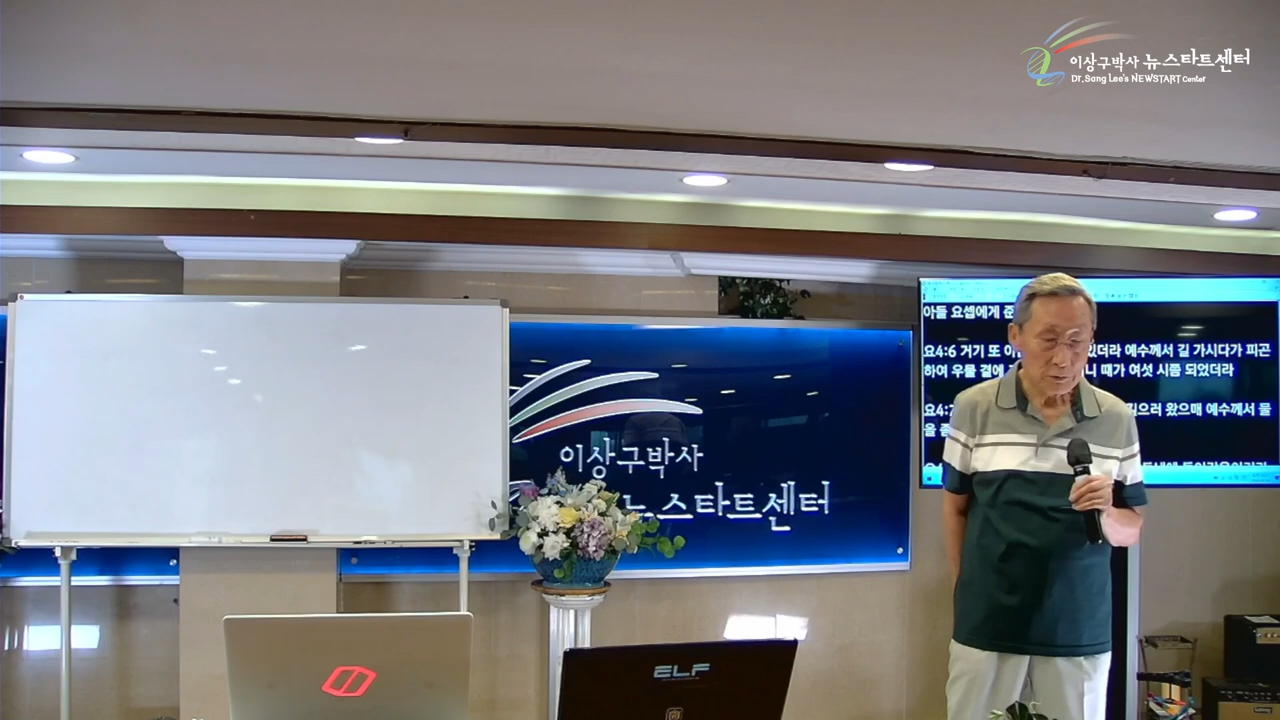 이상구박사 뉴스타트센터
Dr. Sang Lee's NEWSTART Center
아들 요셉에게 준
요4:6 거기 또 있더라 예수께서 길 가시다가 피곤
하여 우물 곁에 니 때가 여섯 시쯤 되었더라
요4: 길으러 왔으매 예수께서 물
을
이상구박사
뉴스타트센터
ELF